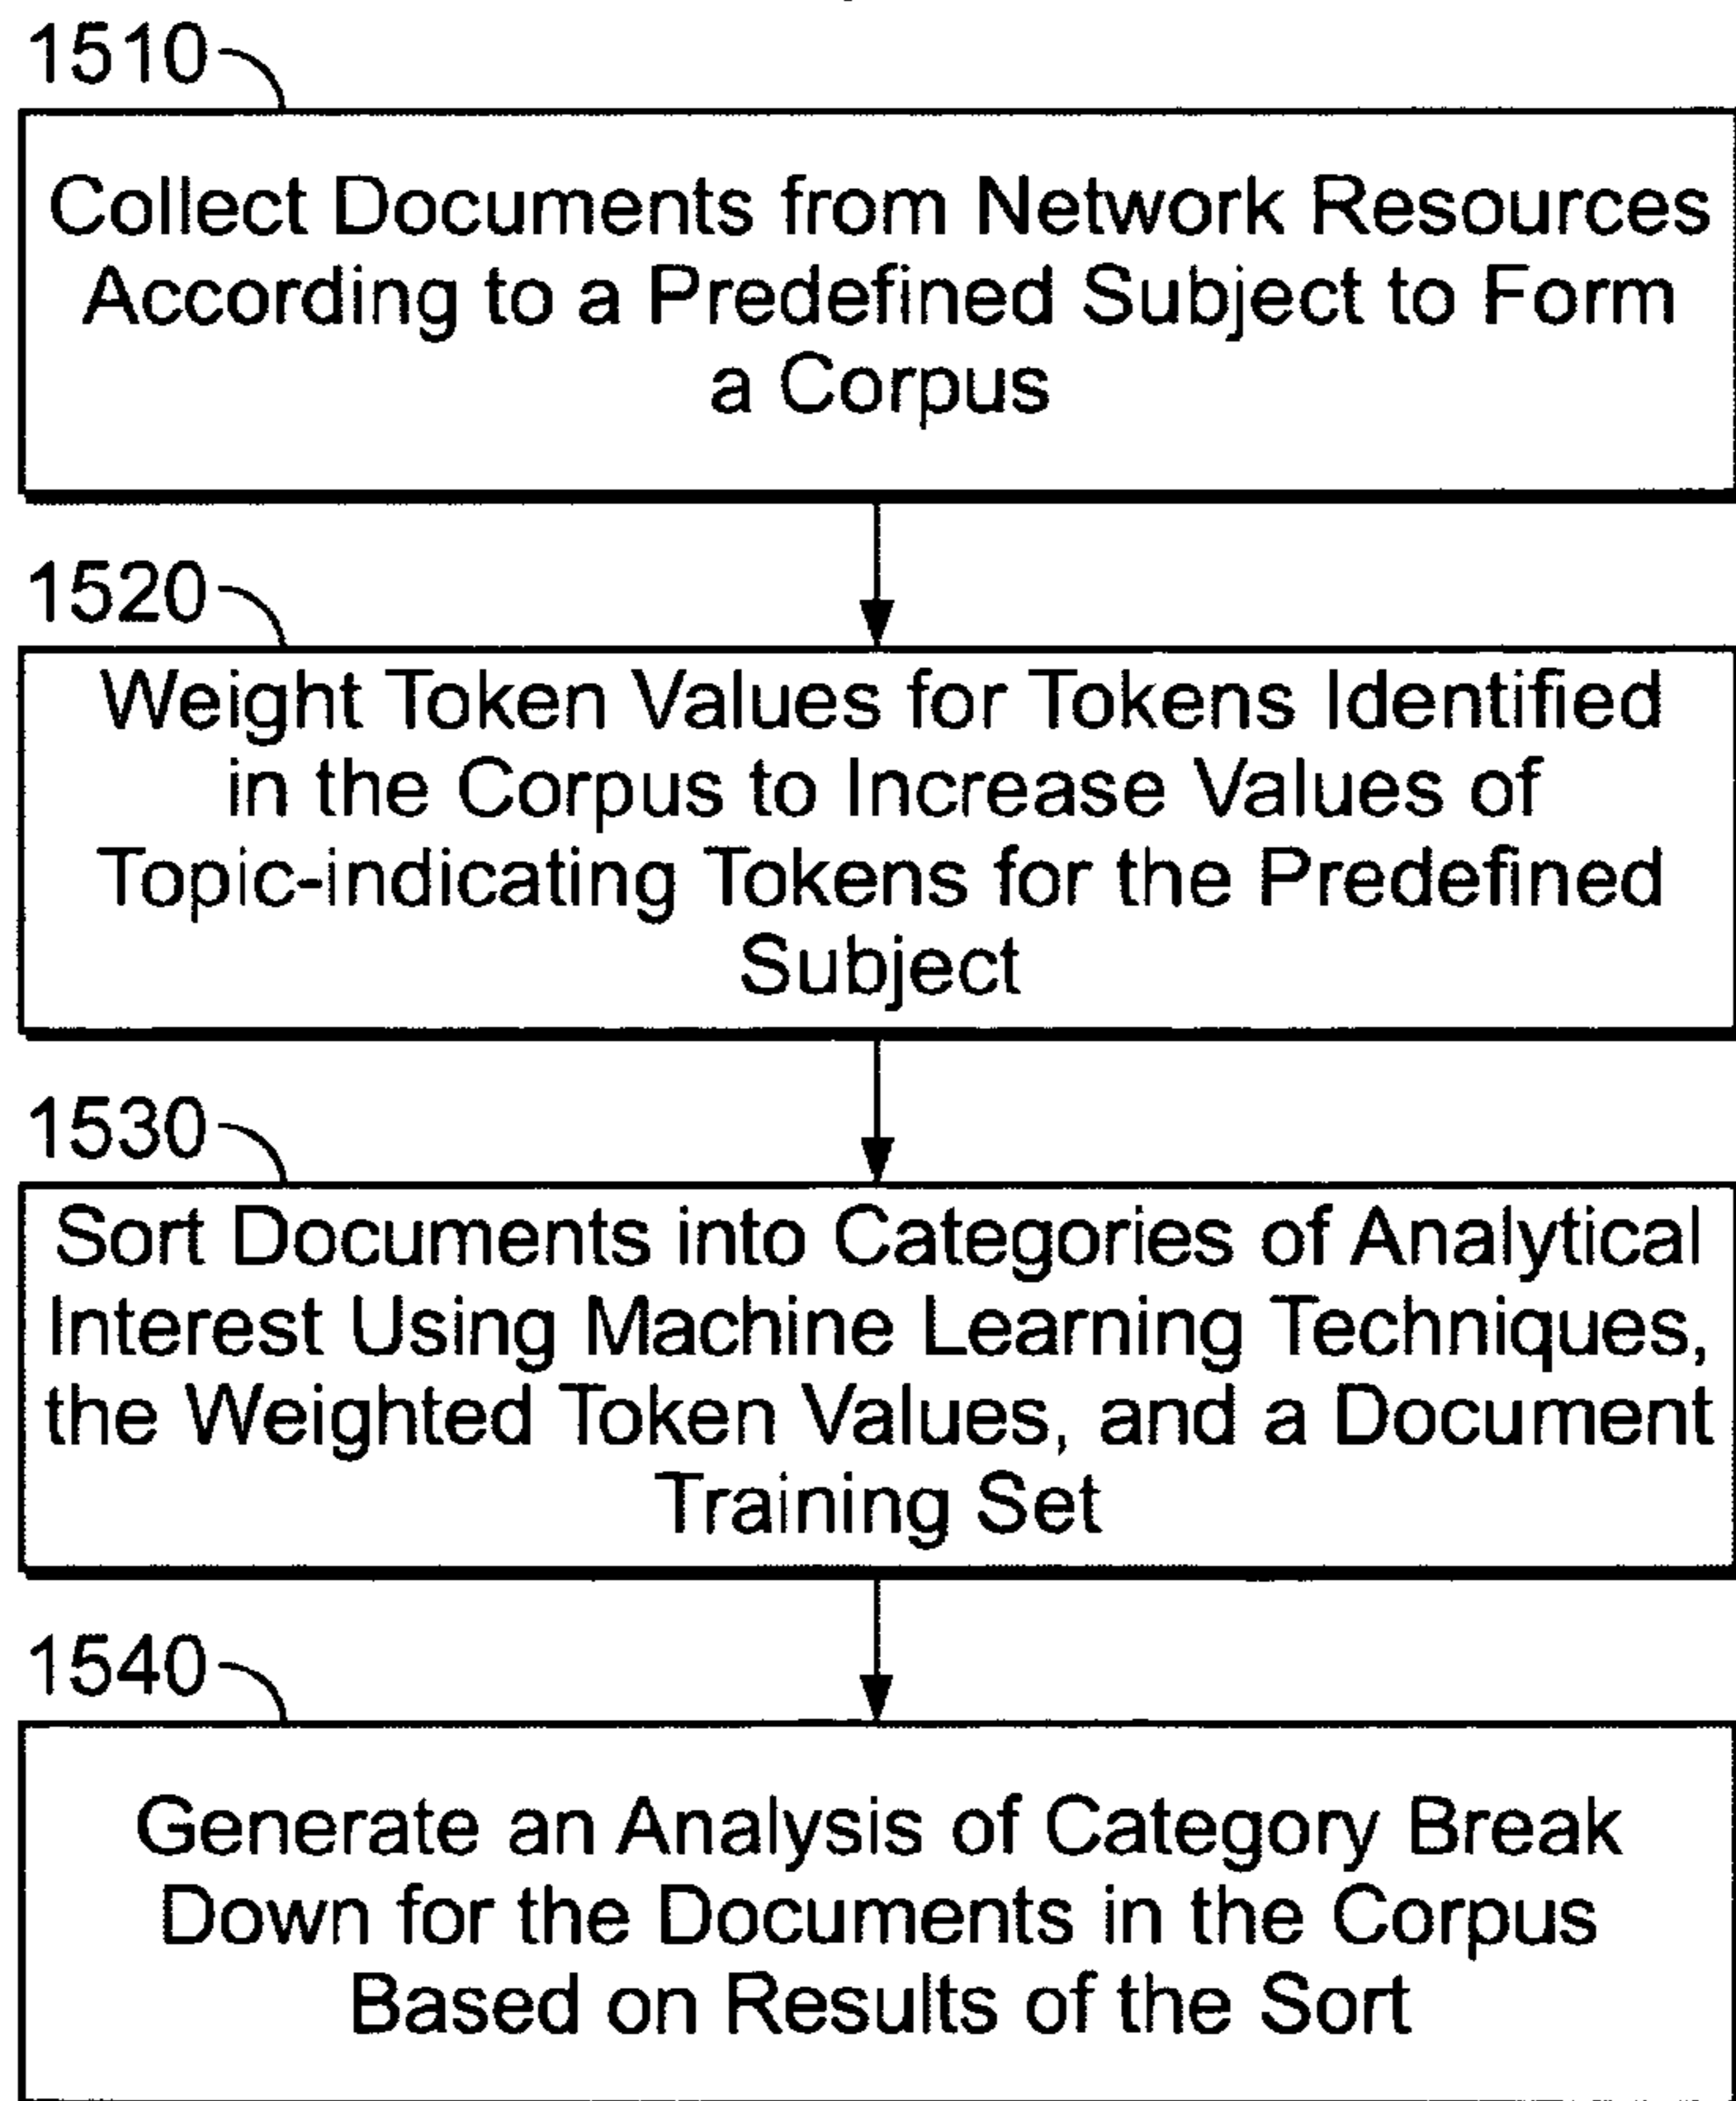 1510
Collect Documents from Network Resources
According to a Predefined Subject to Form
a Corpus
1520
Weight Token Values for Tokens Identified
in the Corpus to Increase Values of
Topic-indicating Tokens for the Predefined
Subject
1530
Sort Documents into Categories of Analytical
Interest Using Machine Learning Techniques,
the Weighted Token Values, and a Document
Training Set
1540
Generate an Analysis of Category Break
Down for the Documents in the Corpus
Based on Results of the Sort